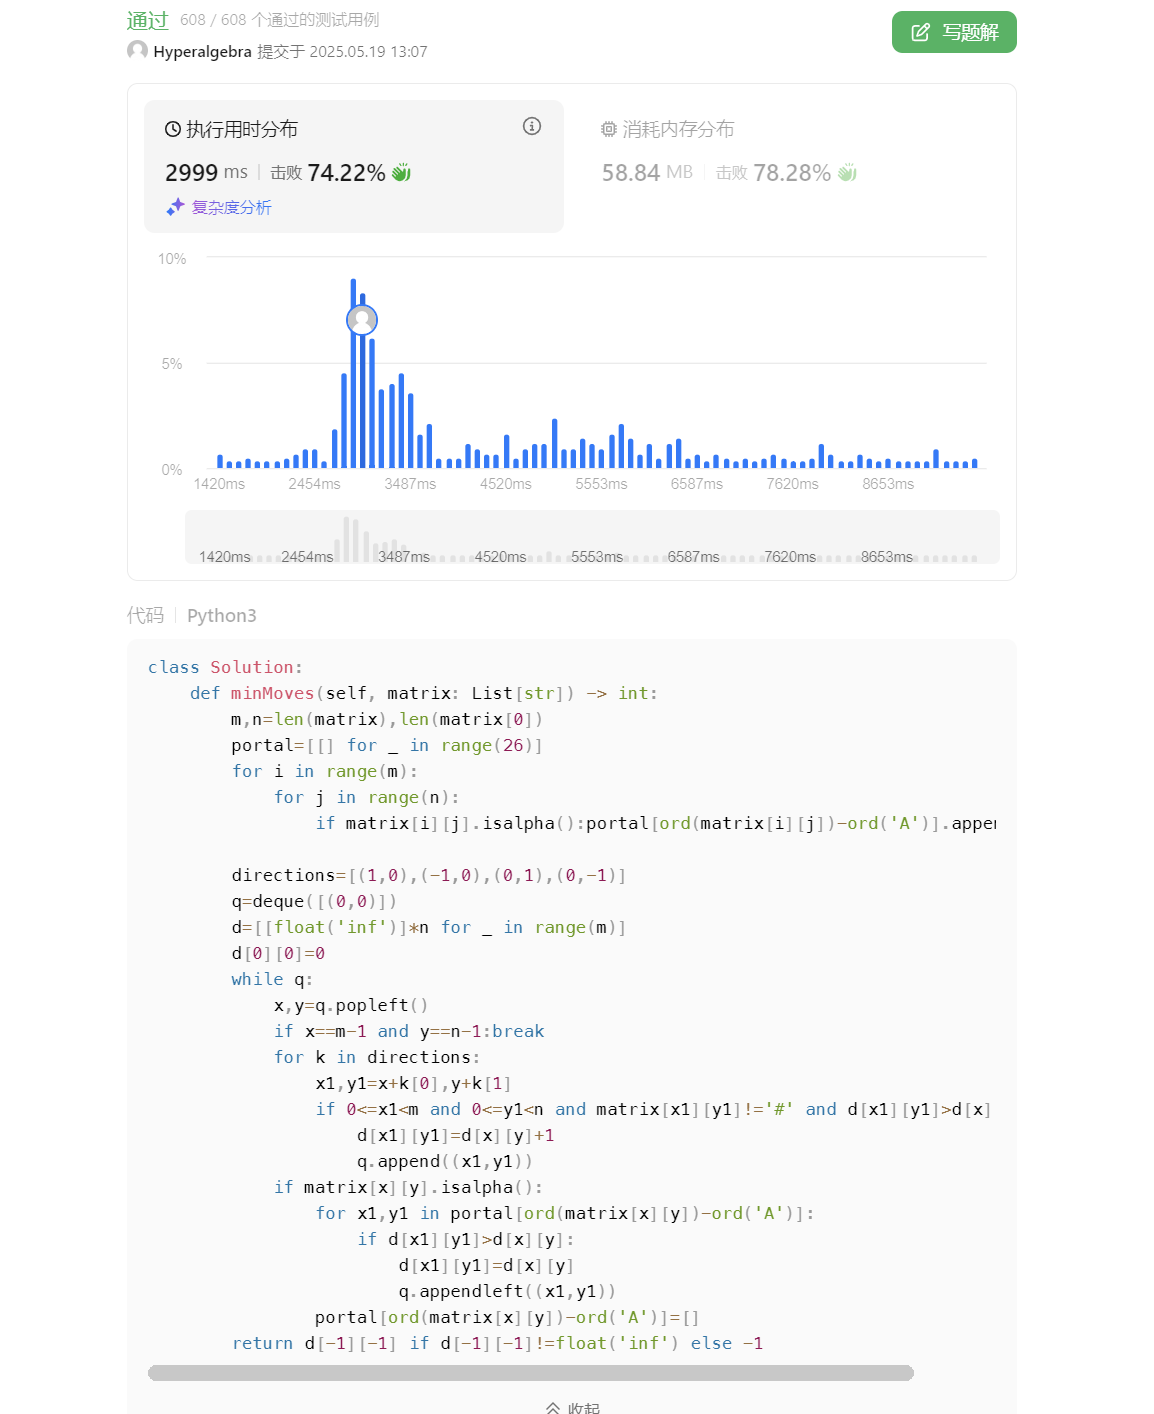 通过 608 / 608 个通过的测试用例
Hyperalgebra 提交于 2025.05.19 13:07
写题解
执行用时分布
2999 ms 击败 74.22%
复杂度分析
消耗内存分布
58.84 MB 击败 78.28%
10%
5%
0%
1420ms 2454ms 3487ms 4520ms 5553ms 6587ms 7620ms 8653ms
1420ms 2454ms 3487ms 4520ms 5553ms 6587ms 7620ms 8653ms
代码 Python3
class Solution:
    def minMoves(self, matrix: List[str]) -> int:
        m,n=len(matrix),len(matrix[0])
        portal=[[] for _ in range(26)]
        for i in range(m):
            for j in range(n):
                if matrix[i][j].isalpha():portal[ord(matrix[i][j])-ord('A')].appen
        directions=[(1,0),(-1,0),(0,1),(0,-1)]
        q=deque([(0,0)])
        d=[[float('inf')]*n for _ in range(m)]
        d[0][0]=0
        while q:
            x,y=q.popleft()
            if x==m-1 and y==n-1:break
            for k in directions:
                x1,y1=x+k[0],y+k[1]
                if 0<=x1<m and 0<=y1<n and matrix[x1][y1]!='#' and d[x1][y1]>d[x]
                    d[x1][y1]=d[x][y]+1
                    q.append((x1,y1))
            if matrix[x][y].isalpha():
                for x1,y1 in portal[ord(matrix[x][y])-ord('A')]:
                    if d[x1][y1]>d[x][y]:
                        d[x1][y1]=d[x][y]
                        q.appendleft((x1,y1))
                portal[ord(matrix[x][y])-ord('A')]=[]
        return d[-1][-1] if d[-1][-1]!=float('inf') else -1
收起